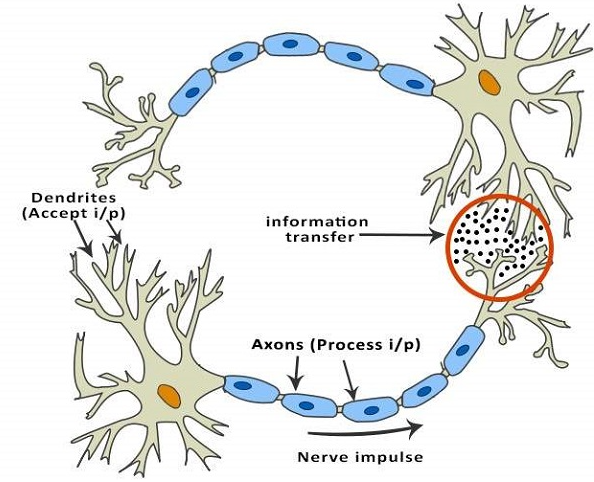 Dendrites
(Accept i/p)
information
transfer
Axons (Process i/p)
Nerve impulse